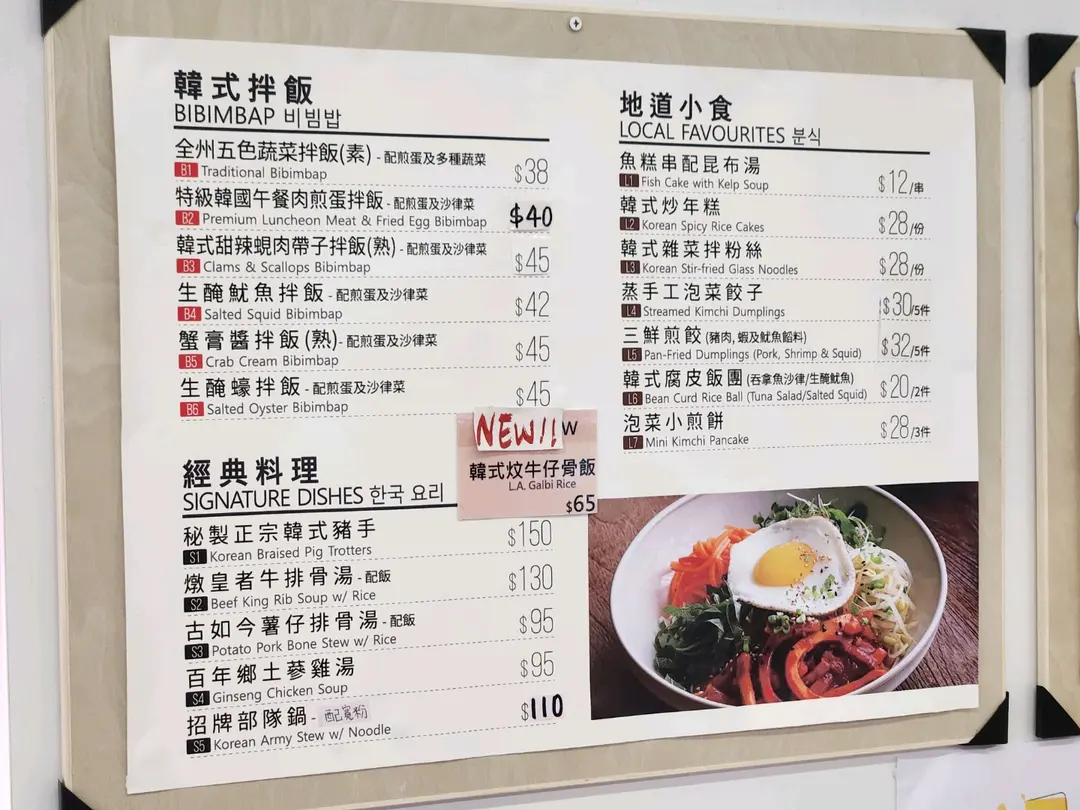 韓式拌飯
BIBIMBAP 비빔밥
全州五色蔬菜拌飯(素) - 配煎蛋及多種蔬菜
B1 Traditional Bibimbap $38
特級韓國午餐肉煎蛋拌飯 - 配煎蛋及沙律菜
B2 Premium Luncheon Meat & Fried Egg Bibimbap $40
韓式甜辣蜆肉帶子拌飯(熟) - 配煎蛋及沙律菜
B3 Clams & Scallops Bibimbap $45
生醃魷魚拌飯 - 配煎蛋及沙律菜
B4 Salted Squid Bibimbap $42
蟹膏醬拌飯(熟) - 配煎蛋及沙律菜
B5 Crab Cream Bibimbap $45
生醃蠔拌飯 - 配煎蛋及沙律菜
B6 Salted Oyster Bibimbap $45
NEW!! W
韓式炆牛仔骨飯
L.A. Galbi Rice
$65
經典料理
SIGNATURE DISHES 한국 요리
秘製正宗韓式豬手
S1 Korean Braised Pig Trotters $150
燉皇者牛排骨湯 - 配飯
S2 Beef King Rib Soup w/ Rice $130
古如今薯仔排骨湯 - 配飯
S3 Potato Pork Bone Stew w/ Rice $95
百年鄉土蔘雞湯
S4 Ginseng Chicken Soup $95
招牌部隊鍋 - 配寬粉
S5 Korean Army Stew w/ Noodle $110
地道小食
LOCAL FAVOURITES 분식
魚糕串配昆布湯
L1 Fish Cake with Kelp Soup $12/串
韓式炒年糕
L2 Korean Spicy Rice Cakes $28/份
韓式雜菜拌粉絲
L3 Korean Stir-fried Glass Noodles $28/份
蒸手工泡菜餃子
L4 Streamed Kimchi Dumplings $30/5件
三鮮煎餃 (豬肉, 蝦及魷魚餡料)
L5 Pan-Fried Dumplings (Pork, Shrimp & Squid) $32/5件
韓式腐皮飯團 (吞拿魚沙律/生醃魷魚)
L6 Bean Curd Rice Ball (Tuna Salad/Salted Squid) $20/2件
泡菜小煎餅
L7 Mini Kimchi Pancake $28/3件